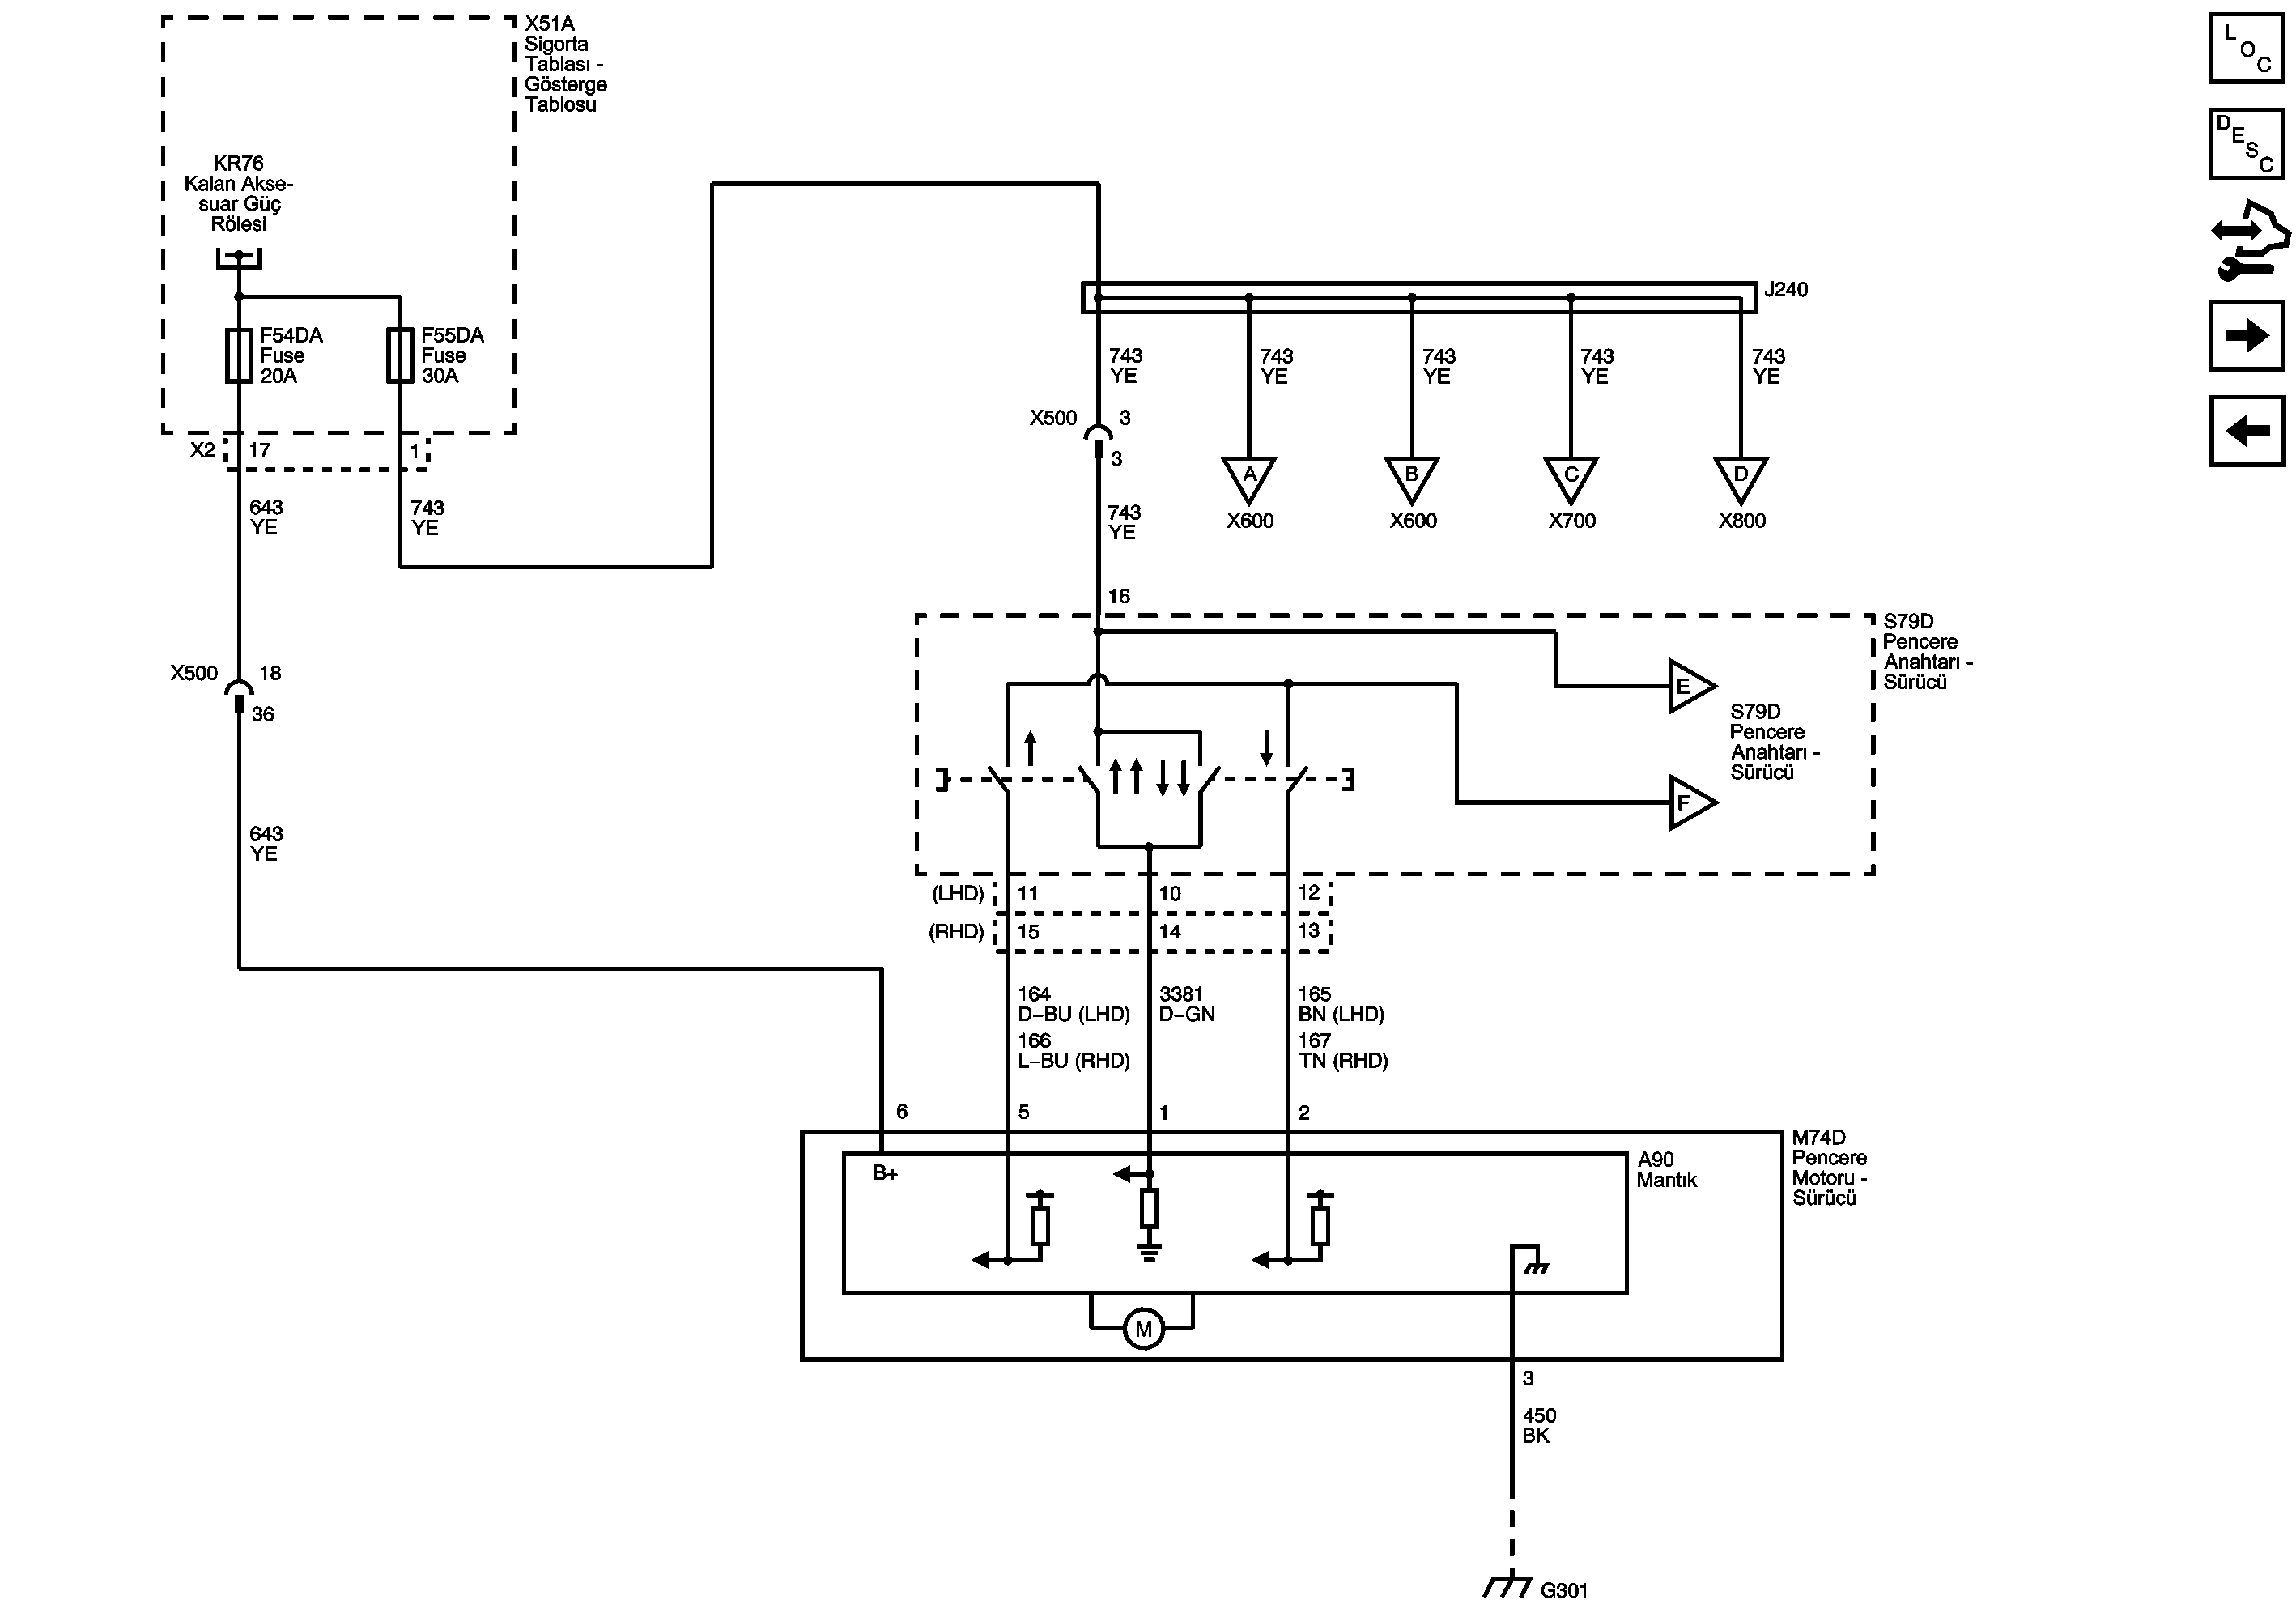 X51A
Sigorta
Tablası -
Gösterge
Tablosu
KR76
Kalan Akse-
suar Güç
Rölesi
F54DA
Fuse
20A
F55DA
Fuse
30A
X2
17
1
643
YE
743
YE
X500
18
36
643
YE
J240
743
YE
743
YE
743
YE
743
YE
743
YE
X500
3
3
A
B
C
D
X600
X600
X700
X800
743
YE
16
S79D
Pencere
Anahtarı -
Sürücü
E
S79D
Pencere
Anahtarı -
Sürücü
F
(LHD)
11
10
12
(RHD)
15
14
13
164
D-BU (LHD)
166
L-BU (RHD)
3381
D-GN
165
BN (LHD)
167
TN (RHD)
6
5
1
2
M74D
Pencere
Motoru -
Sürücü
B+
A90
Mantık
M
3
450
BK
G301
LOC
DESC